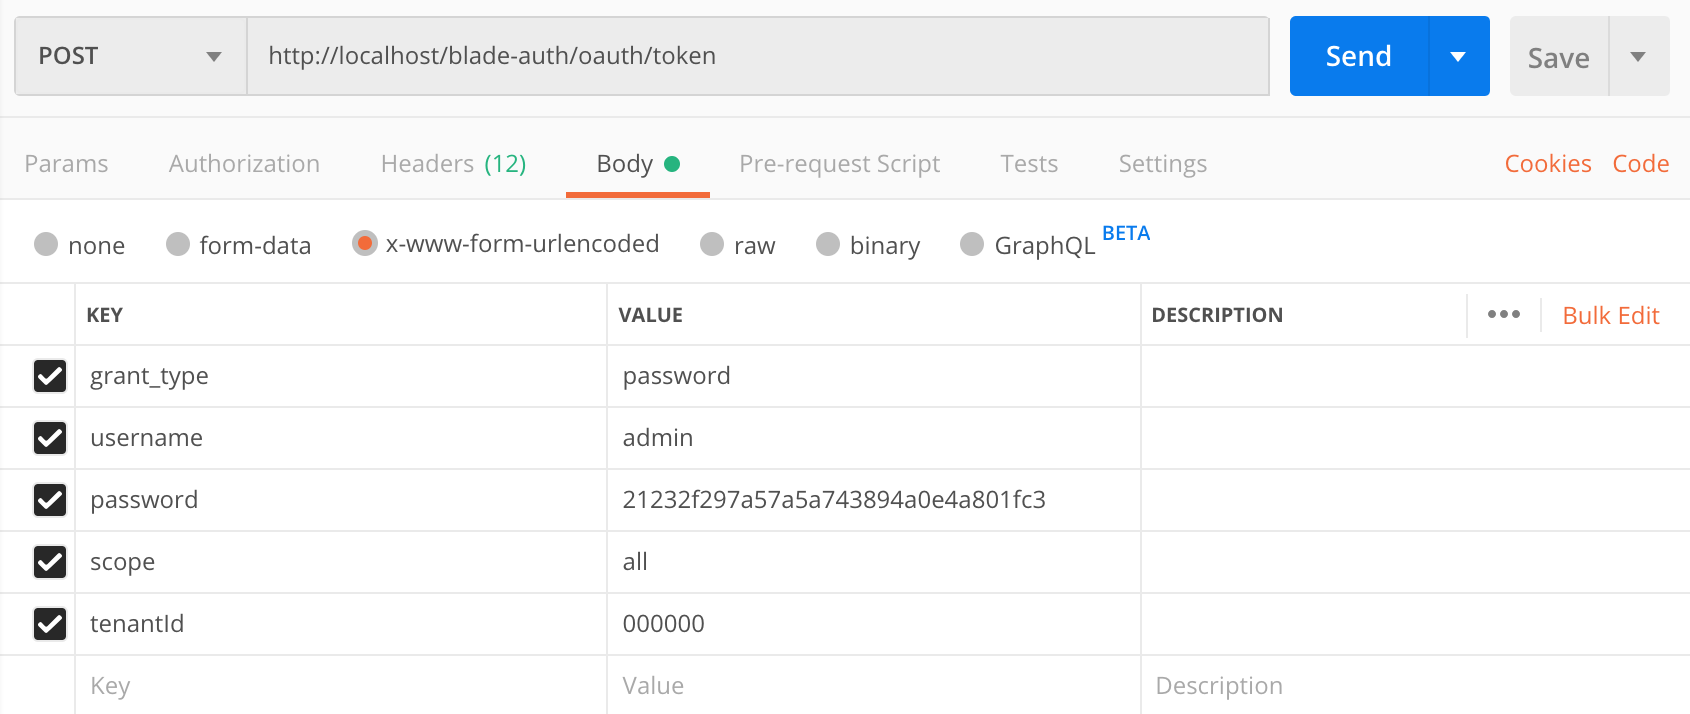 POST http://localhost/blade-auth/oauth/token Send Save
Params Authorization Headers (12) Body Pre-request Script Tests Settings Cookies Code
none form-data x-www-form-urlencoded raw binary GraphQL BETA
KEY VALUE DESCRIPTION ••• Bulk Edit
grant_type password
username admin
password 21232f297a57a5a743894a0e4a801fc3
scope all
tenantId 000000
Key Value Description